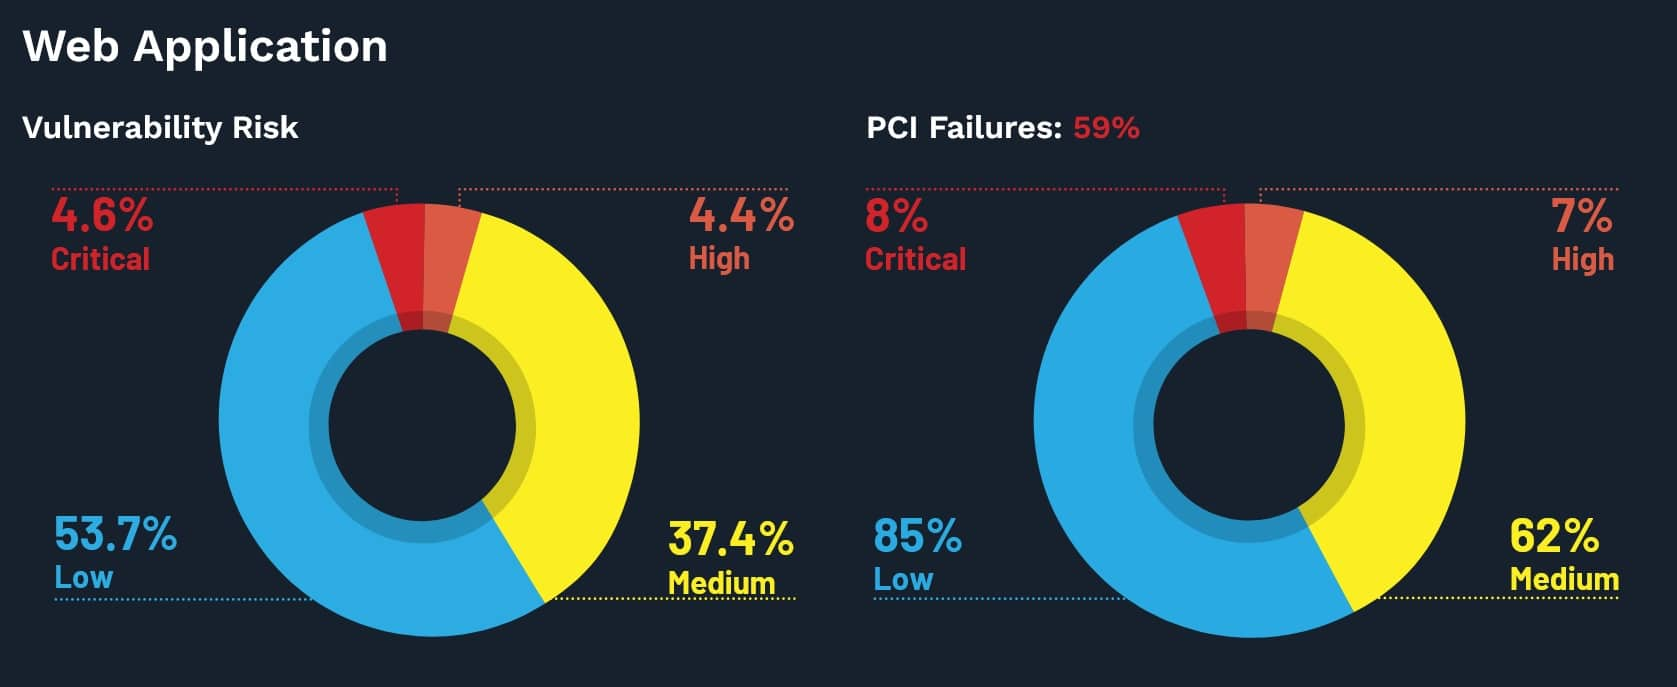 Web Application
Vulnerability Risk
4.6%
Critical
4.4%
High
53.7%
Low
37.4%
Medium
PCI Failures: 59%
8%
Critical
7%
High
85%
Low
62%
Medium